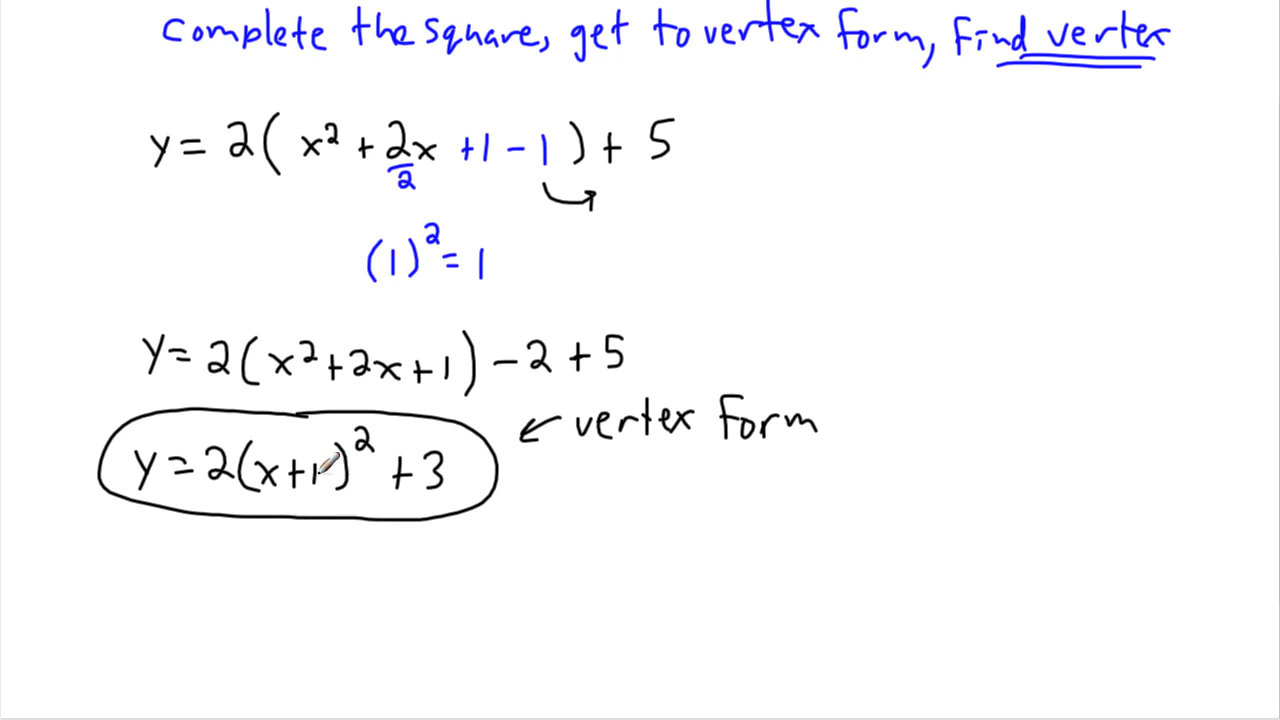 Complete the square, get to vertex form, Find vertex
y = 2( x² + 2x +1 - 1 ) + 5
2
(1)² = 1
y = 2(x²+2x+1) - 2 + 5
← vertex Form
y = 2(x+1)² + 3